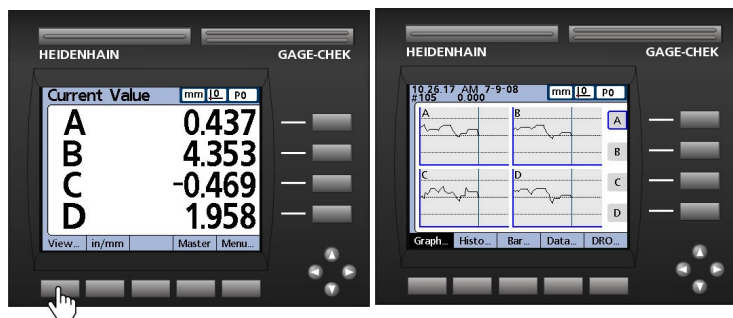 HEIDENHAIN GAGE-CHEK
Current Value mm 0 P0
A 0.437
B 4.353
C -0.469
D 1.958
View... in/mm Master Menu...
HEIDENHAIN GAGE-CHEK
10.26.17 AM 7-9-08 mm 0 P0
#105 0.000
A B A
B
C D C
D
Graph... Histo... Bar... Data... DRO...